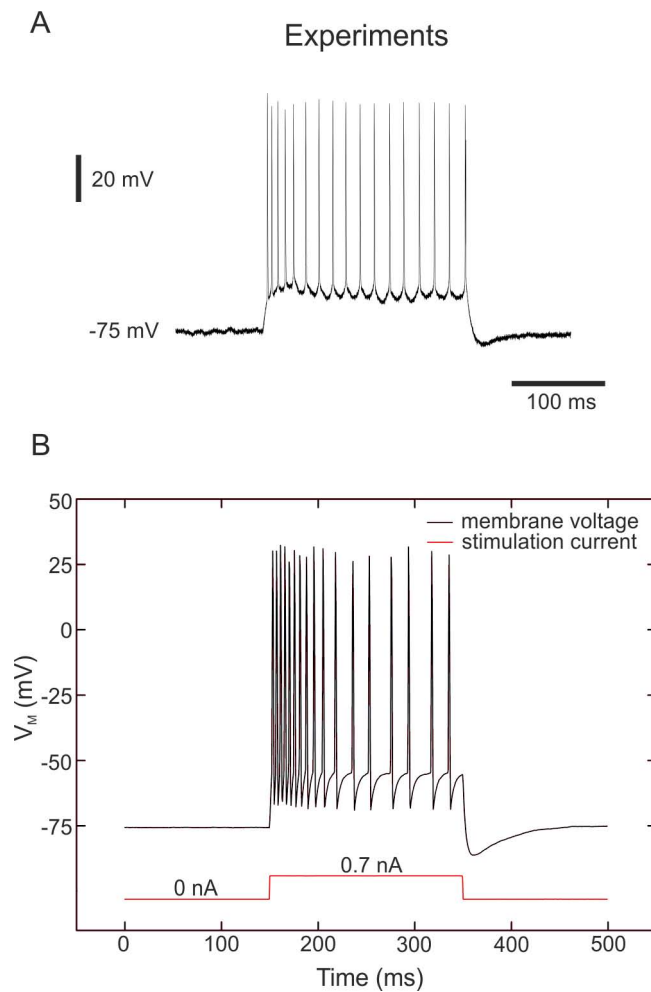 A
Experiments
20 mV
-75 mV
100 ms
B
50
25
0
-25
-50
-75
V_M (mV)
membrane voltage
stimulation current
0 nA
0.7 nA
0 100 200 300 400 500
Time (ms)